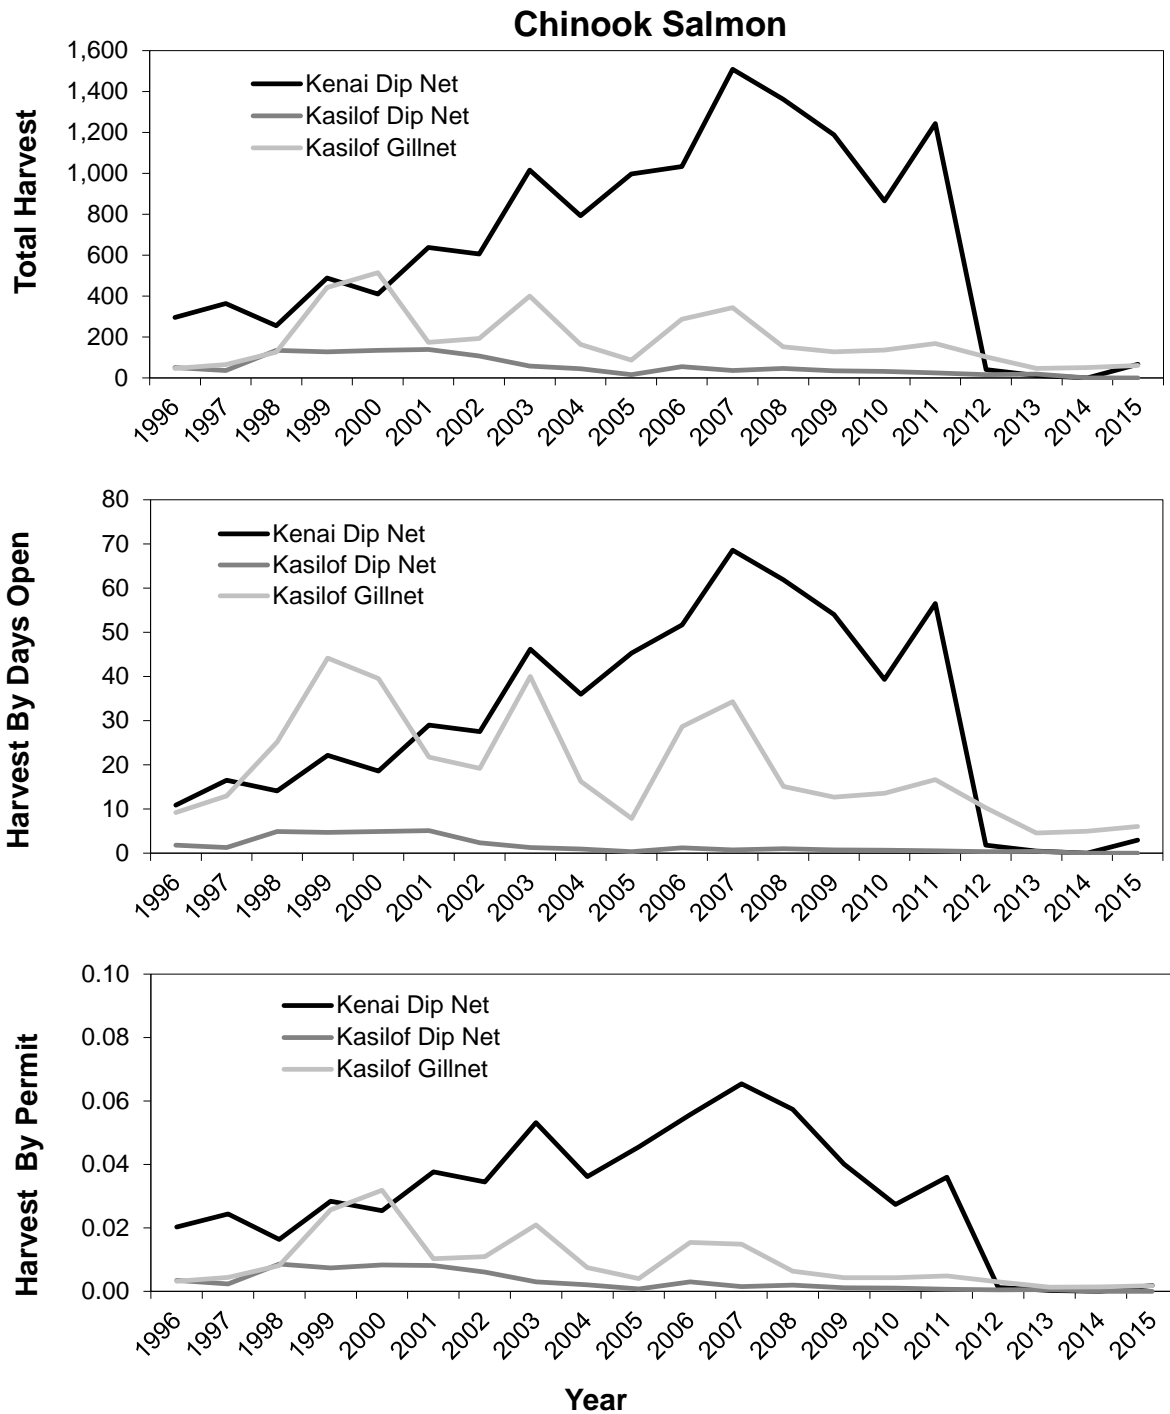 Chinook Salmon
Total Harvest
1,600
1,400
1,200
1,000
800
600
400
200
0
Kenai Dip Net
Kasilof Dip Net
Kasilof Gillnet
1996 1997 1998 1999 2000 2001 2002 2003 2004 2005 2006 2007 2008 2009 2010 2011 2012 2013 2014 2015
Harvest By Days Open
80
70
60
50
40
30
20
10
0
Kenai Dip Net
Kasilof Dip Net
Kasilof Gillnet
1996 1997 1998 1999 2000 2001 2002 2003 2004 2005 2006 2007 2008 2009 2010 2011 2012 2013 2014 2015
Harvest By Permit
0.10
0.08
0.06
0.04
0.02
0.00
Kenai Dip Net
Kasilof Dip Net
Kasilof Gillnet
1996 1997 1998 1999 2000 2001 2002 2003 2004 2005 2006 2007 2008 2009 2010 2011 2012 2013 2014 2015
Year